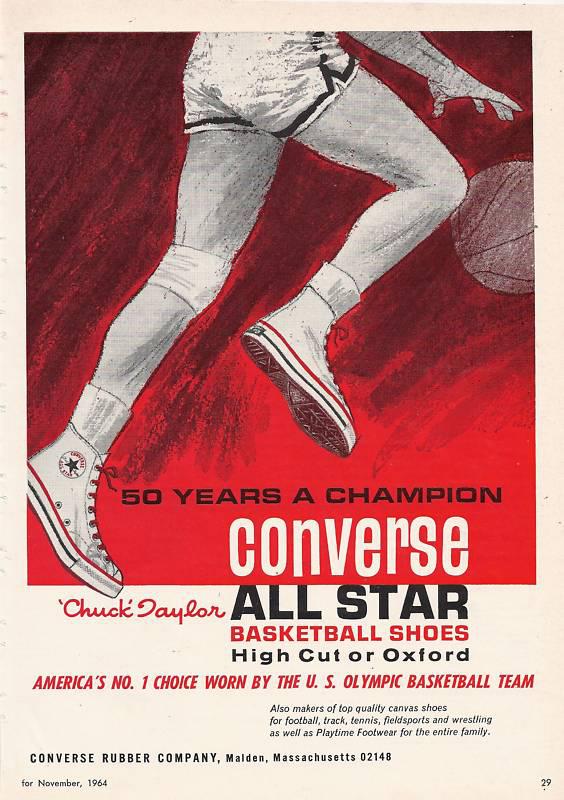 50 YEARS A CHAMPION
converse
'Chuck' Taylor ALL STAR
BASKETBALL SHOES
High Cut or Oxford
AMERICA'S NO. 1 CHOICE WORN BY THE U. S. OLYMPIC BASKETBALL TEAM
Also makers of top quality canvas shoes
for football, track, tennis, fieldsports and wrestling
as well as Playtime Footwear for the entire family.
CONVERSE RUBBER COMPANY, Malden, Massachusetts 02148
for November, 1964
29